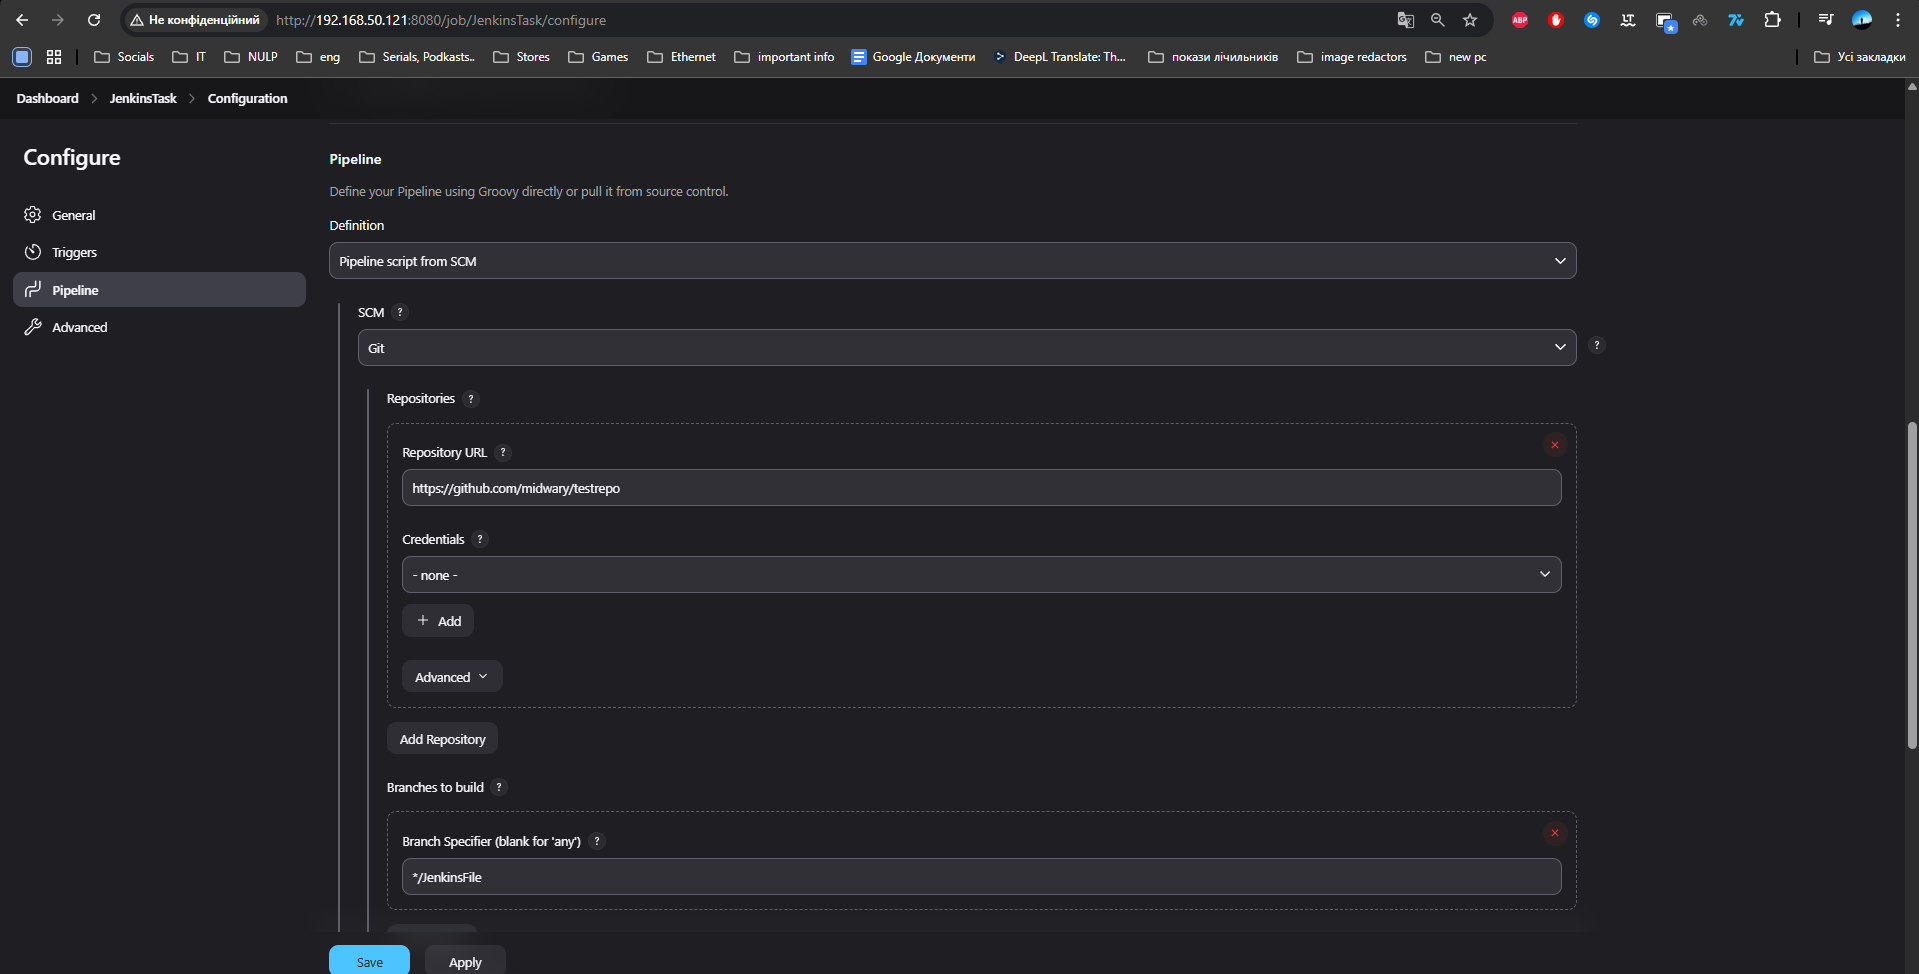 Не конфіденційний http://192.168.50.121:8080/job/JenkinsTask/configure ABP
Socials IT NULP eng Serials, Podkasts.. Stores Games Ethernet important info Google Документи DeepL Translate: Th... покази лічильників image redactors new pc Усі закладки
Dashboard JenkinsTask Configuration
Configure
General
Triggers
Pipeline
Advanced
Pipeline
Define your Pipeline using Groovy directly or pull it from source control.
Definition
Pipeline script from SCM
SCM ?
Git
?
Repositories ?
Repository URL ?
https://github.com/midwary/testrepo
Credentials ?
- none -
+ Add
Advanced
Add Repository
Branches to build ?
Branch Specifier (blank for 'any') ?
*/JenkinsFile
Save Apply